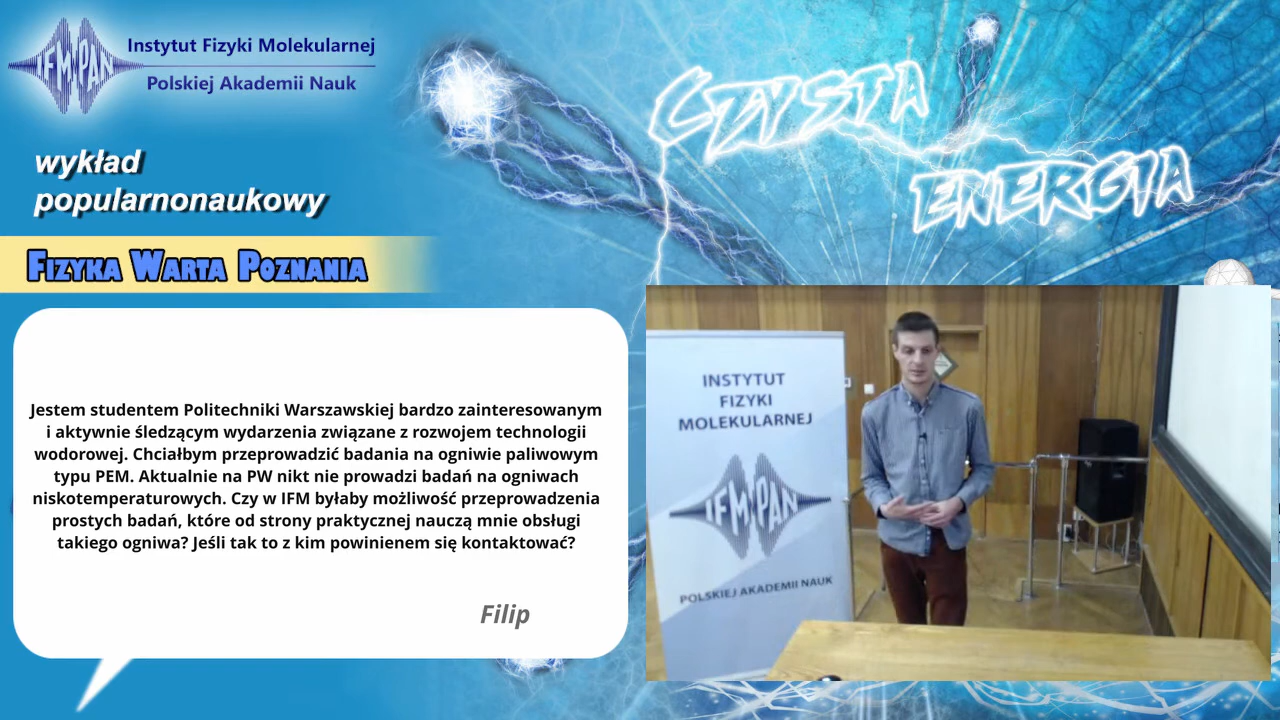 IFM PAN
Instytut Fizyki Molekularnej
Polskiej Akademii Nauk
wykład
popularnonaukowy
FIZYKA WARTA POZNANIA
CZYSTA
ENERGIA
Jestem studentem Politechniki Warszawskiej bardzo zainteresowanym
i aktywnie śledzącym wydarzenia związane z rozwojem technologii
wodorowej. Chciałbym przeprowadzić badania na ogniwie paliwowym
typu PEM. Aktualnie na PW nikt nie prowadzi badań na ogniwach
niskotemperaturowych. Czy w IFM byłaby możliwość przeprowadzenia
prostych badań, które od strony praktycznej nauczą mnie obsługi
takiego ogniwa? Jeśli tak to z kim powinienem się kontaktować?
Filip
INSTYTUT
FIZYKI
MOLEKULARNEJ
IFM PAN
POLSKIEJ AKADEMII NAUK